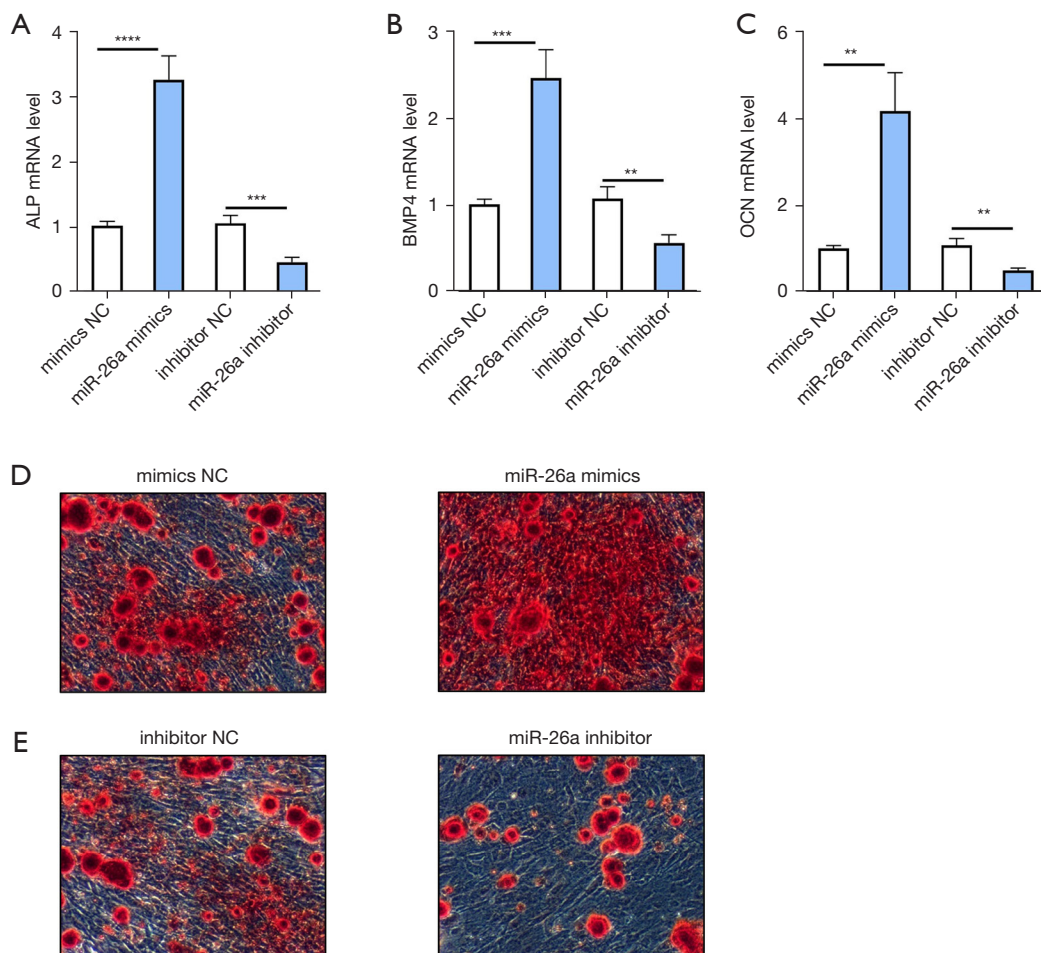 A
ALP mRNA level
4
3
2
1
0
****
***
mimics NC
miR-26a mimics
inhibitor NC
miR-26a inhibitor
B
BMP4 mRNA level
3
2
1
0
***
**
mimics NC
miR-26a mimics
inhibitor NC
miR-26a inhibitor
C
OCN mRNA level
6
4
2
0
**
**
mimics NC
miR-26a mimics
inhibitor NC
miR-26a inhibitor
D
mimics NC
miR-26a mimics
E
inhibitor NC
miR-26a inhibitor